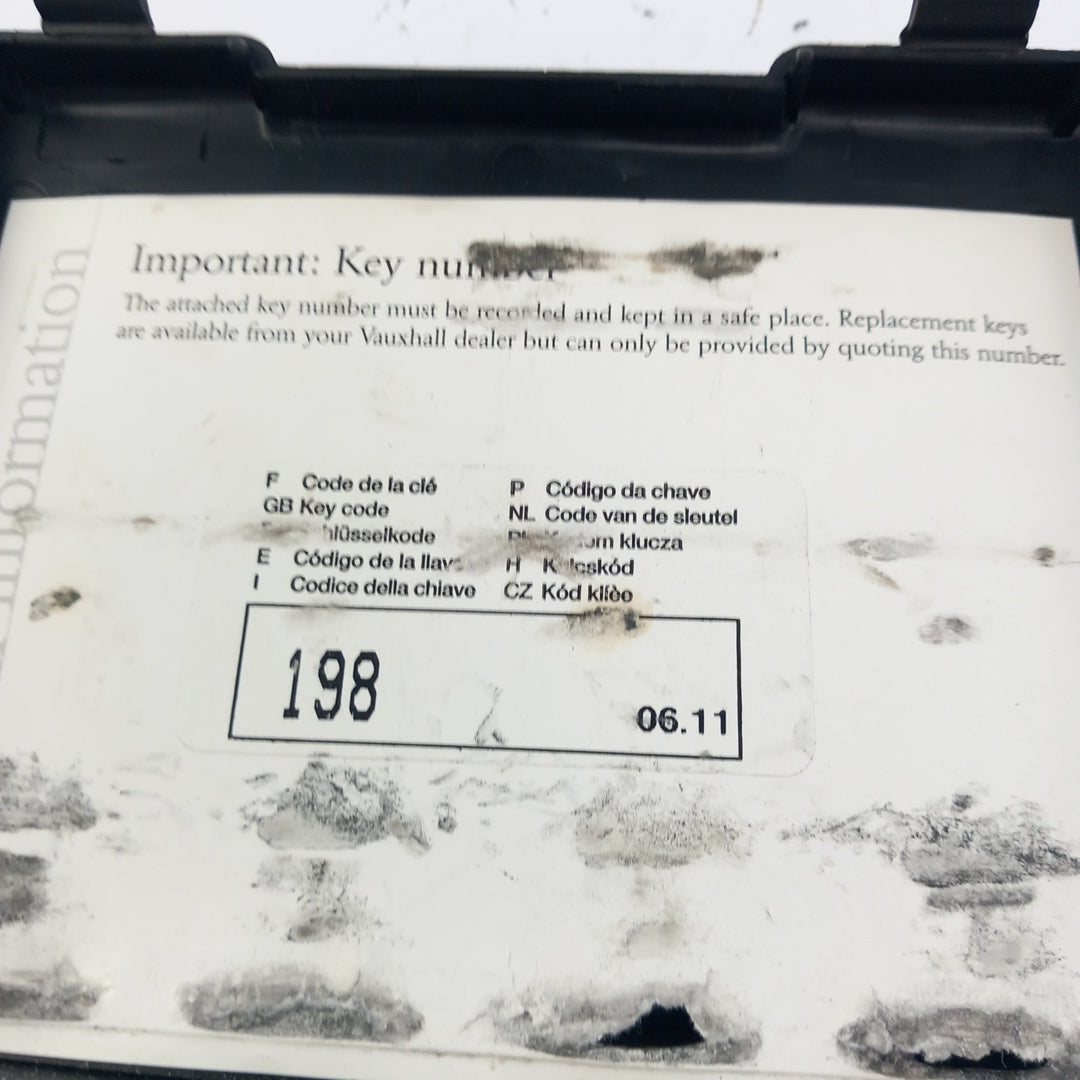 Important: Key number
The attached key number must be recorded and kept in a safe place. Replacement keys
are available from your Vauxhall dealer but can only be provided by quoting this number.
F Code de la clé
GB Key code
E Código de la llave
I Codice della chiave
P Código da chave
NL Code van de sleutel
klucza
H
CZ Kód klíèe
198
06.11